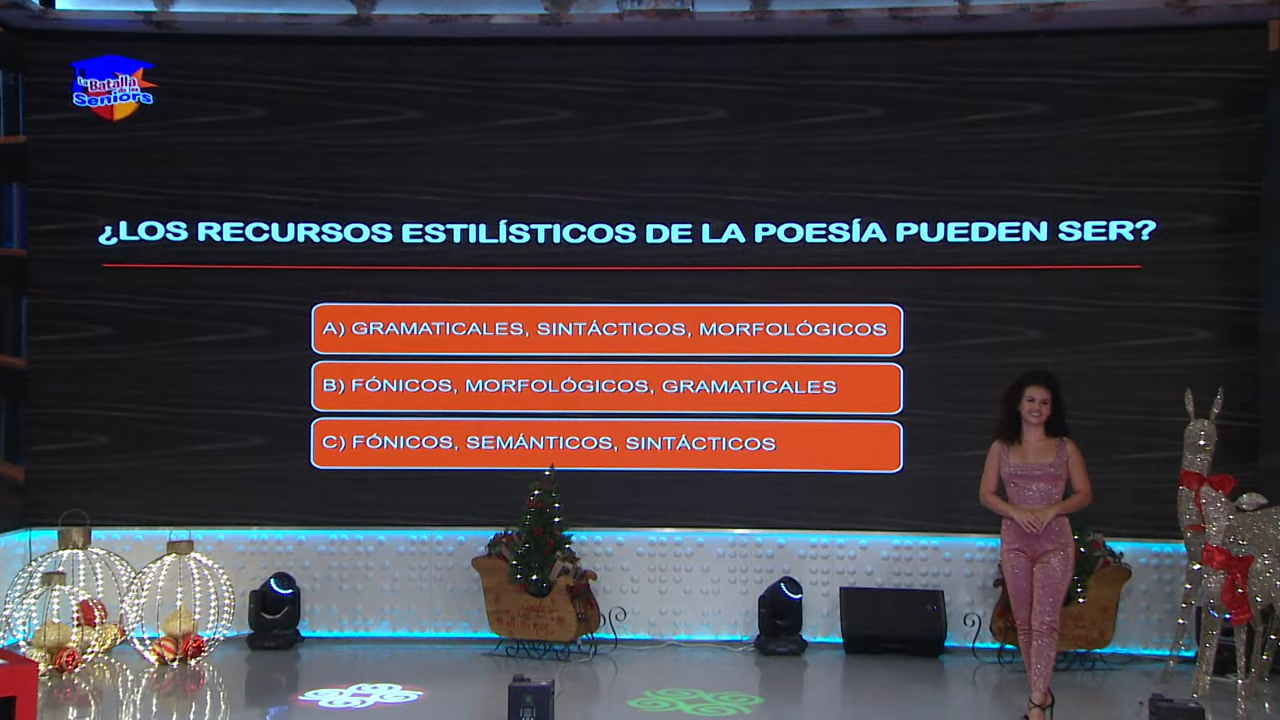 La Batalla
de los
Seniors
¿LOS RECURSOS ESTILÍSTICOS DE LA POESÍA PUEDEN SER?
A) GRAMATICALES, SINTÁCTICOS, MORFOLÓGICOS
B) FÓNICOS, MORFOLÓGICOS, GRAMATICALES
C) FÓNICOS, SEMÁNTICOS, SINTÁCTICOS